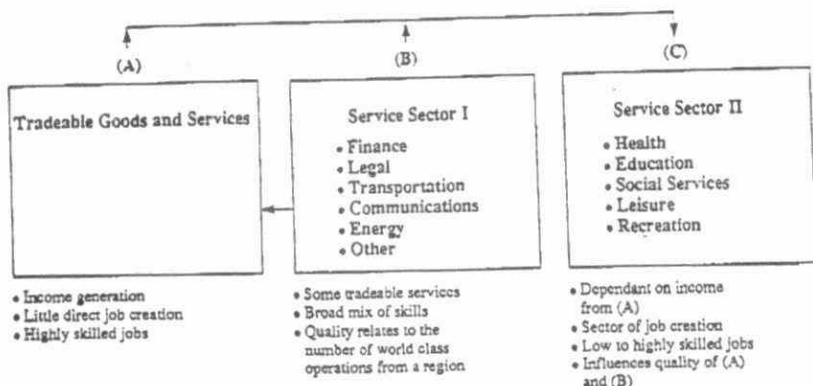 (A)
Tradeable Goods and Services
• Income generation
• Little direct job creation
• Highly skilled jobs
(B)
Service Sector I
• Finance
• Legal
• Transportation
• Communications
• Energy
• Other
• Some tradeable services
• Broad mix of skills
• Quality relates to the
number of world class
operations from a region
(C)
Service Sector II
• Health
• Education
• Social Services
• Leisure
• Recreation
• Dependant on income
from (A)
• Sector of job creation
• Low to highly skilled jobs
• Influences quality of (A)
and (B)